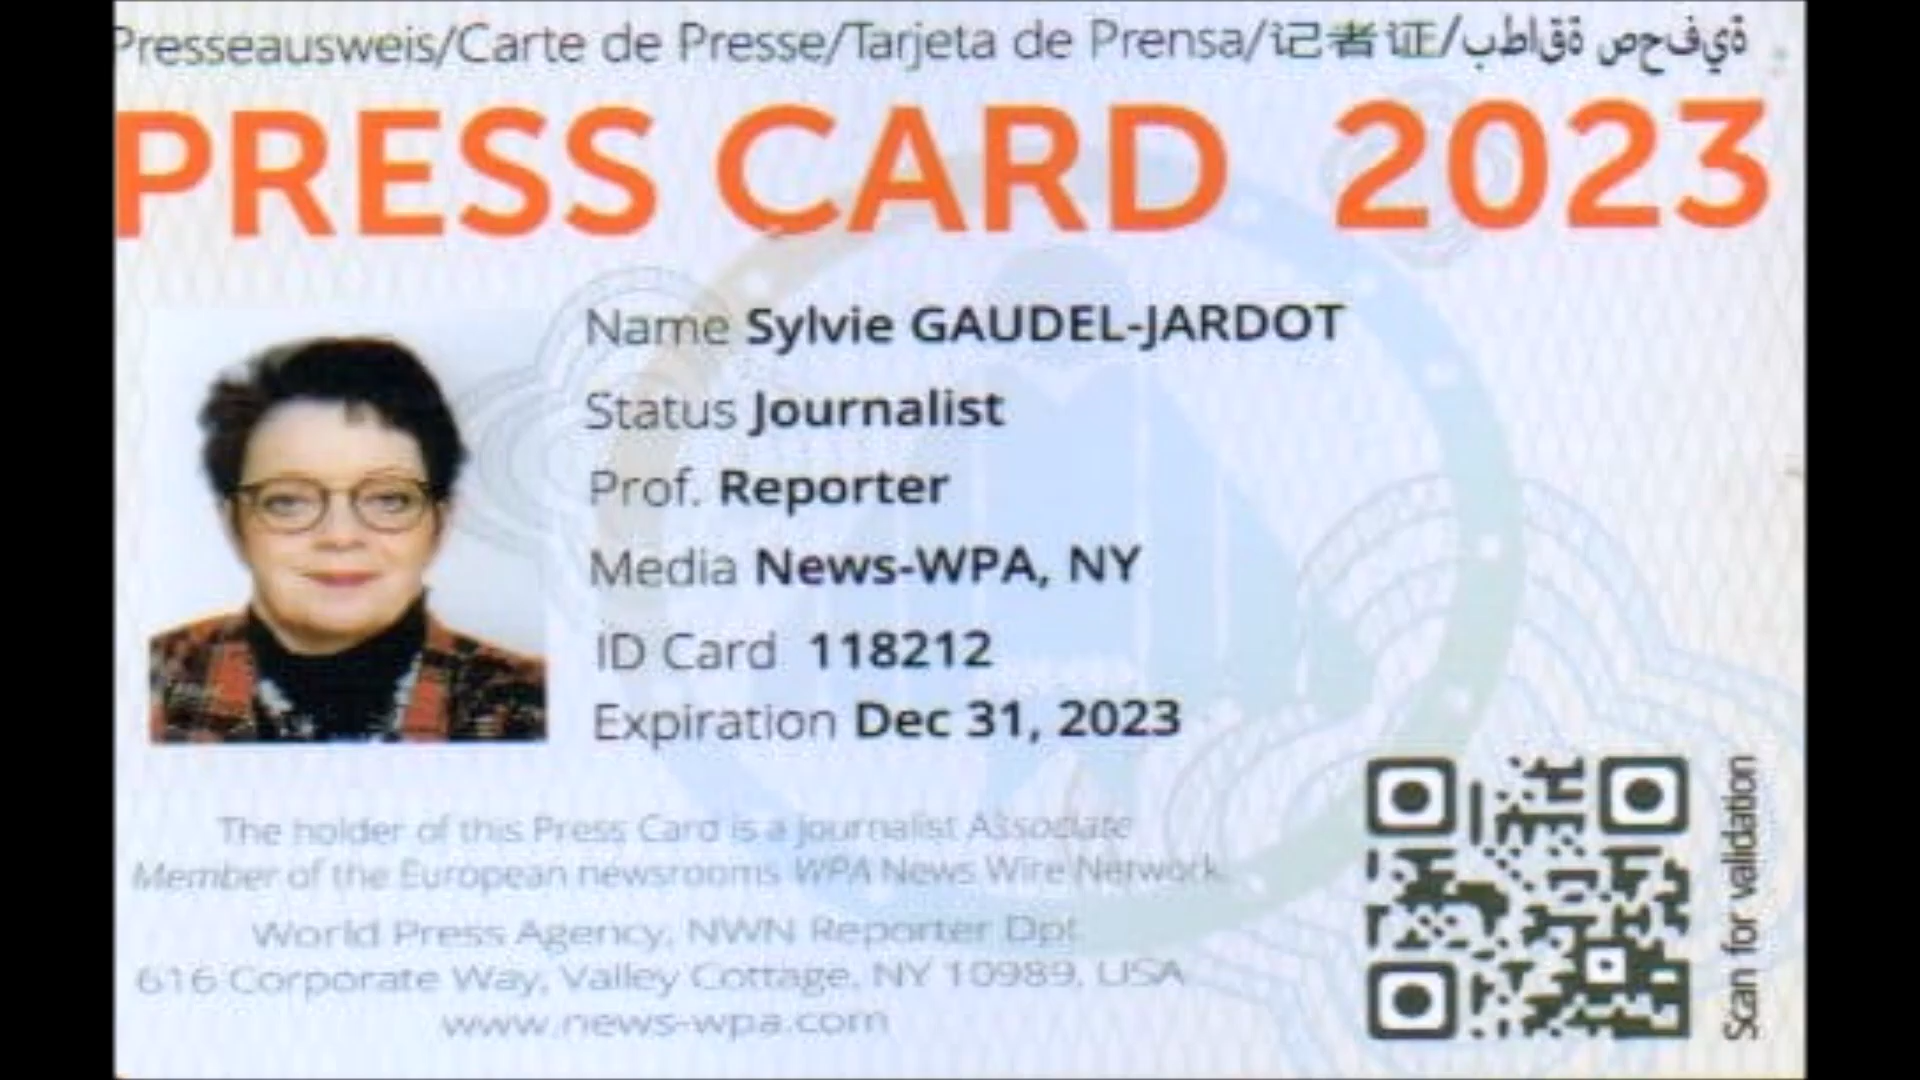 Presseausweis/Carte de Presse/Tarjeta de Prensa/记者证/ب‌ط‌اق‌ة ص‌ح‌ف‌ي‌ة
PRESS CARD 2023
Name Sylvie GAUDEL-JARDOT
Status Journalist
Prof. Reporter
Media News-WPA, NY
ID Card 118212
Expiration Dec 31, 2023
The holder of this Press Card is a Journalist Associate
Member of the European newsrooms WPA News Wire Network.
World Press Agency, NWN Reporter Dpt.
616 Corporate Way, Valley Cottage, NY 10989, USA
www.news-wpa.com
Scan for validation